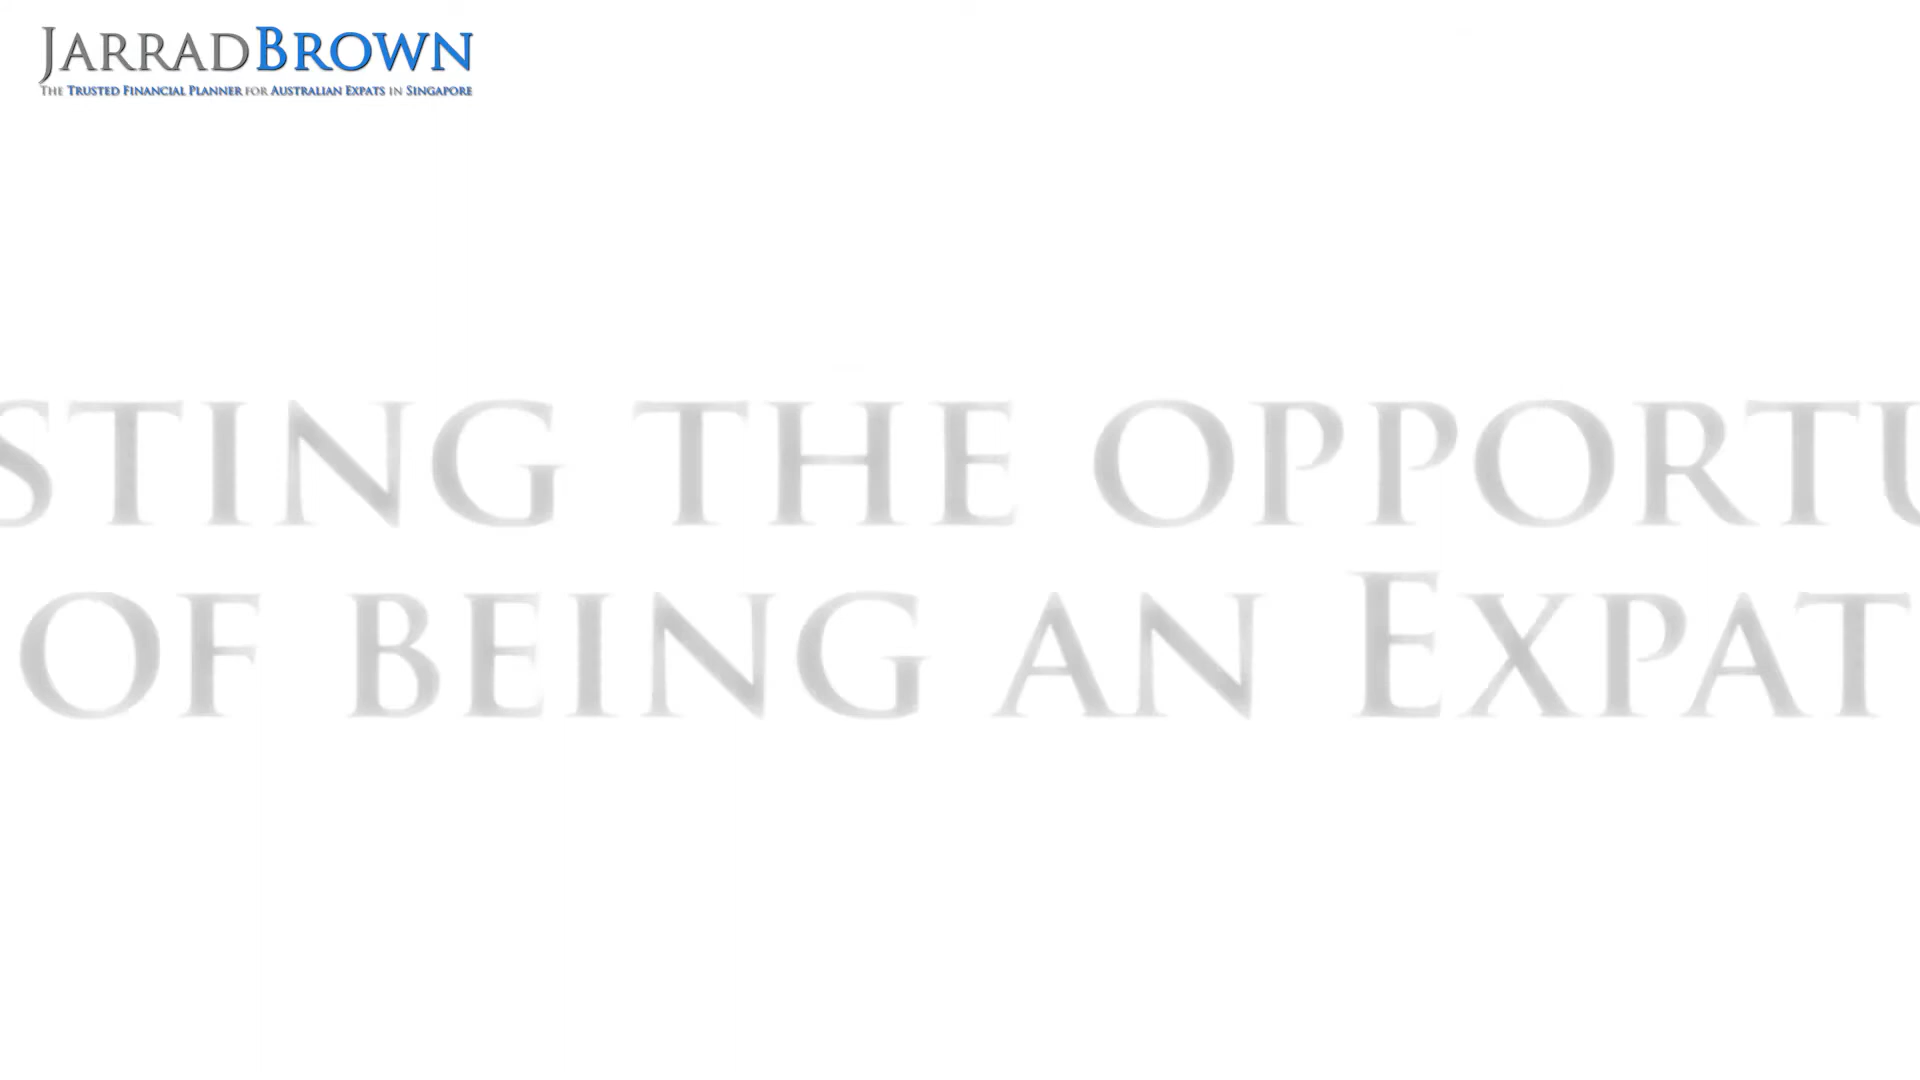 JARRADBROWN
THE TRUSTED FINANCIAL PLANNER FOR AUSTRALIAN EXPATS IN SINGAPORE
STING THE OPPORTU
OF BEING AN EXPAT